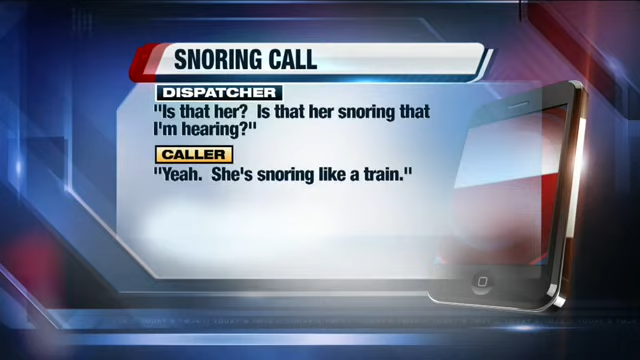 SNORING CALL
DISPATCHER
"Is that her?  Is that her snoring that
I'm hearing?"
CALLER
"Yeah.  She's snoring like a train."